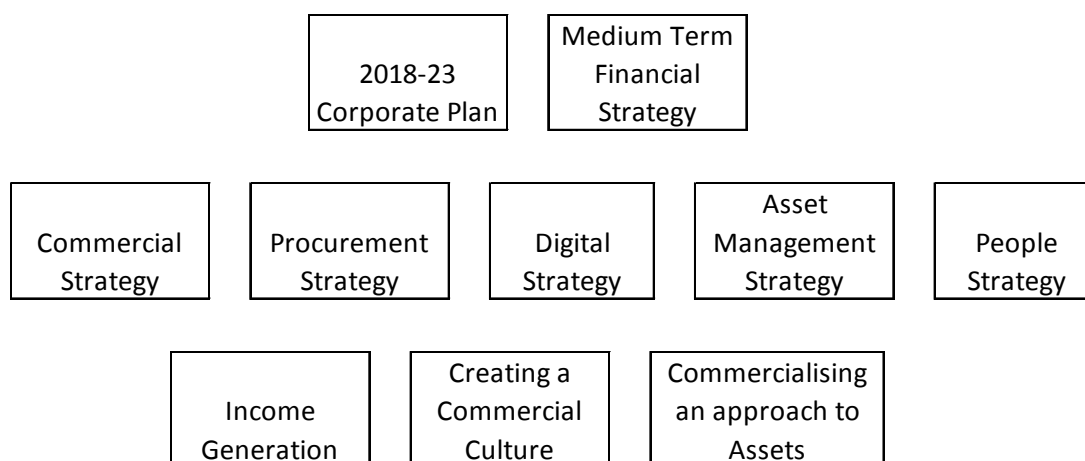 2018-23
Corporate Plan
Medium Term
Financial
Strategy
Commercial
Strategy
Procurement
Strategy
Digital
Strategy
Asset
Management
Strategy
People
Strategy
Income
Generation
Creating a
Commercial
Culture
Commercialising
an approach to
Assets